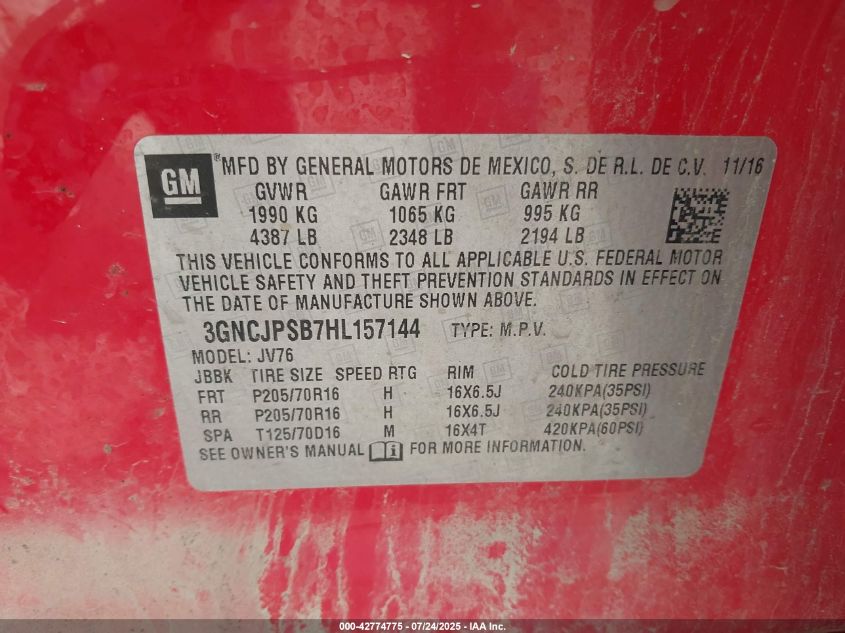 GM ® MFD BY GENERAL MOTORS DE MEXICO, S. DE R.L. DE C.V. 11/16
GVWR GAWR FRT GAWR RR
1990 KG 1065 KG 995 KG
4387 LB 2348 LB 2194 LB
THIS VEHICLE CONFORMS TO ALL APPLICABLE U.S. FEDERAL MOTOR
VEHICLE SAFETY AND THEFT PREVENTION STANDARDS IN EFFECT ON
THE DATE OF MANUFACTURE SHOWN ABOVE.
3GNCJPSB7HL157144 TYPE: M.P.V.
MODEL: JV76
JBBK TIRE SIZE SPEED RTG RIM COLD TIRE PRESSURE
FRT P205/70R16 H 16X6.5J 240KPA(35PSI)
RR P205/70R16 H 16X6.5J 240KPA(35PSI)
SPA T125/70D16 M 16X4T 420KPA(60PSI)
SEE OWNER'S MANUAL FOR MORE INFORMATION.
000-42774775 - 07/24/2025 - IAA Inc.